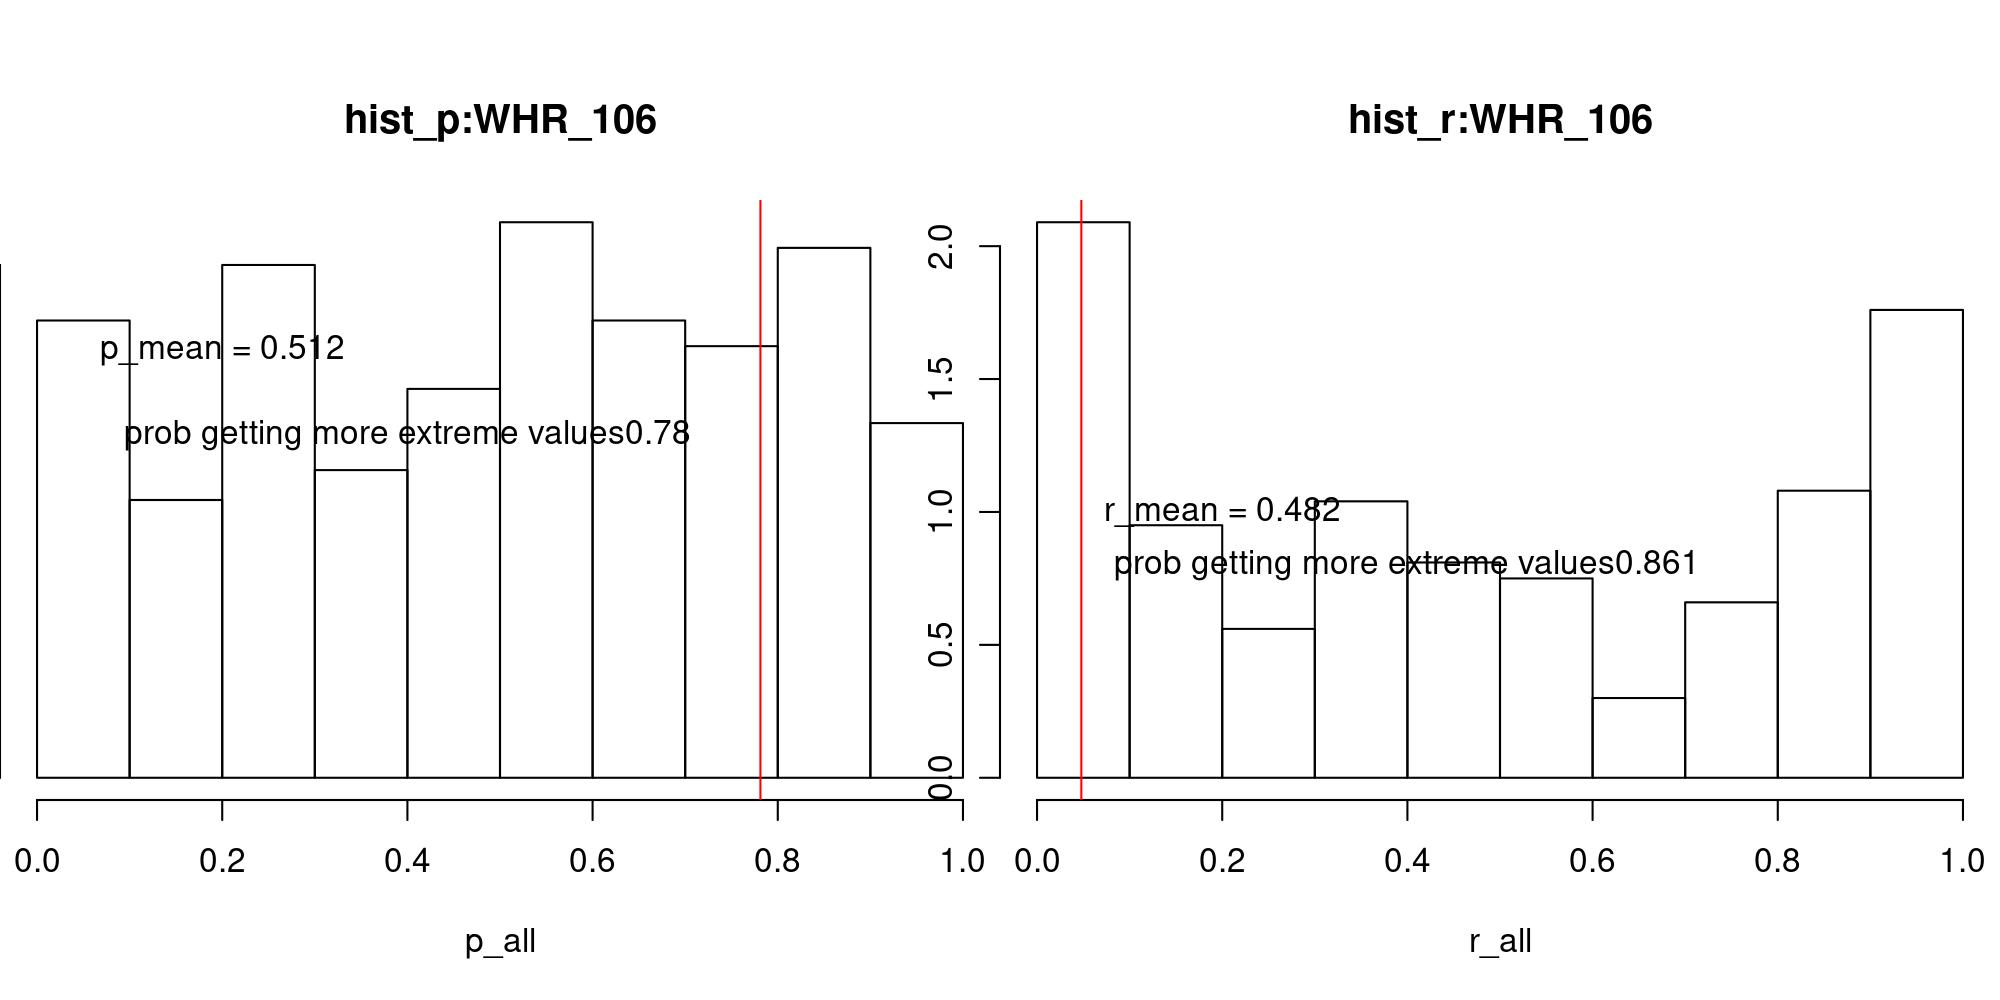 hist_p:WHR_106
p_mean = 0.512
prob getting more extreme values0.78
0.0 0.2 0.4 0.6 0.8 1.0
p_all
hist_r:WHR_106
2.0
1.5
1.0
0.5
0.0
r_mean = 0.482
prob getting more extreme values0.861
0.0 0.2 0.4 0.6 0.8 1.0
r_all